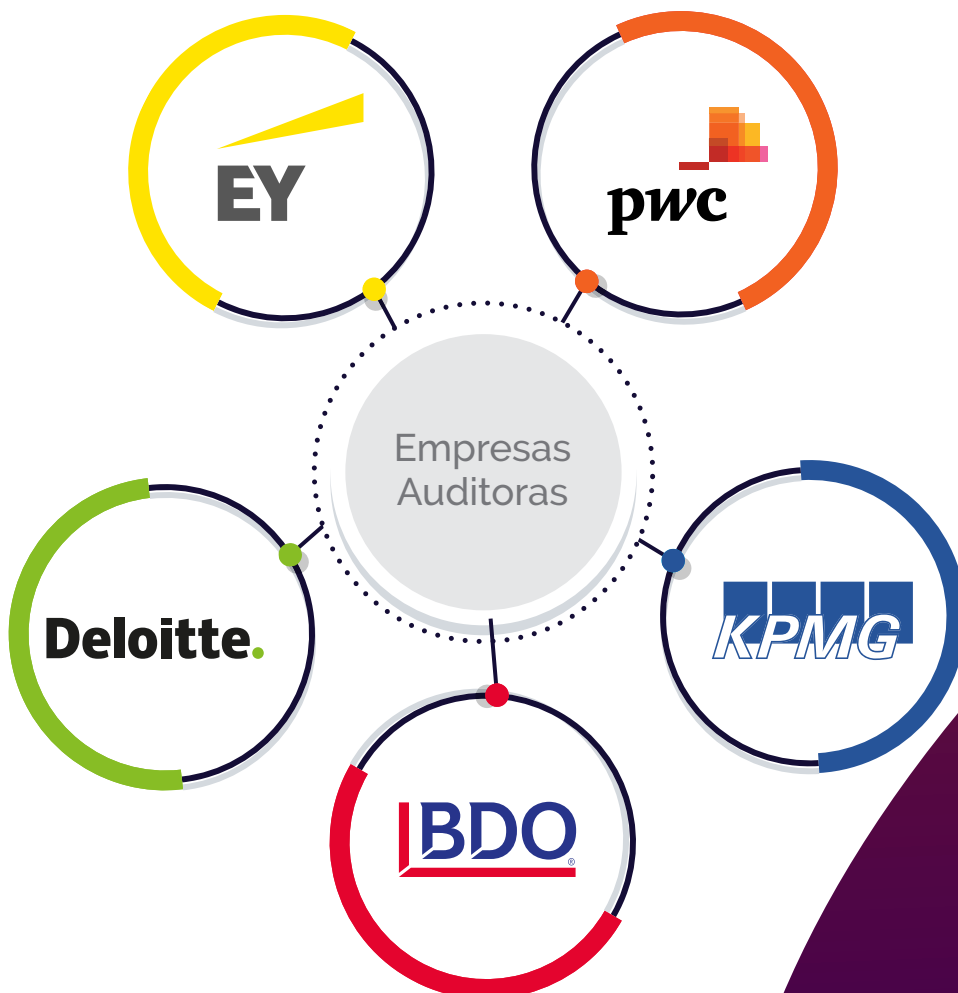 EY
pwc
Empresas
Auditoras
Deloitte.
KPMG
BDO
®